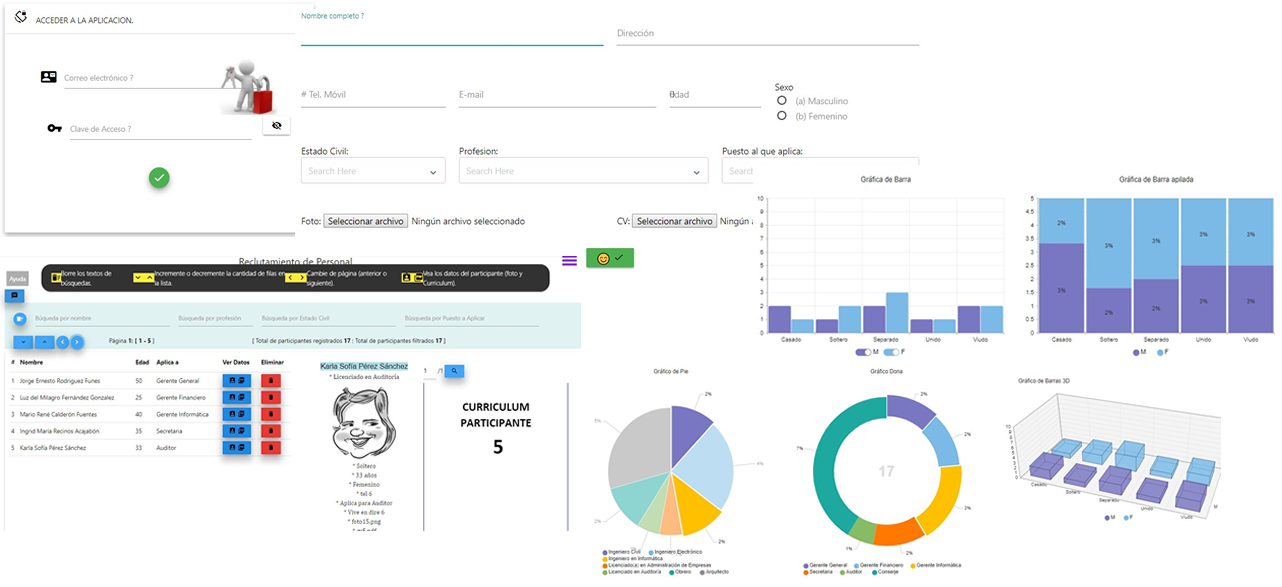 ACCEDER A LA APLICACION.
Correo electrónico ?
Clave de Acceso ?
Nombre completo ?
Dirección
# Tel. Móvil
E-mail
Sexo
(a) Masculino
(b) Femenino
Estado Civil:
Profesion:
Puesto al que aplica:
Search Here
Search Here
Search
Foto: Seleccionar archivo Ningún archivo seleccionado
CV: Seleccionar archivo Ningún
Reclutamiento de Personal
Ayuda
Borre los textos de
búsquedas.
Incremente o decremente la cantidad de filas en
la lista.
Cambie de página (anterior o
siguiente).
Vea los datos del participante (foto y
Curriculum).
Búsqueda por nombre
Búsqueda por profesión
Búsqueda por Estado Civil
Búsqueda por Puesto a Aplicar
Página 1: [ 1 - 5 ]
[ Total de participantes registrados 17 : Total de participantes filtrados 17 ]
# Nombre Edad Aplica a Ver Datos Eliminar
1 Jorge Ernesto Rodriguez Funes 50 Gerente General
2 Luz del Milagro Fernández Gonzalez 25 Gerente Financiero
3 Mario René Calderón Fuentes 40 Gerente Informática
4 Ingrid María Recinos Acajabón 35 Secretaria
5 Karla Sofía Pérez Sánchez 33 Auditor
Karla Sofía Pérez Sánchez
* Licenciado en Auditoría
* Soltero
* 33 años
* Femenino
* tel 6
* Aplica para Auditor
* Vive en dire 6
* foto15.png
1 /1
CURRICULUM
PARTICIPANTE
5
Gráfica de Barra
10
9
8
7
6
5
4
3
2
1
0
Casado Soltero Separado Unido Viudo
M F
Gráfica de Barra apilada
5
4.5
4
3.5
3
2.5
2
1.5
1
0.5
0
2% 3% 3% 3% 3%
3% 2% 2% 3% 3%
Casado Soltero Separado Unido Viudo
M F
Gráfico de Pie
2%
4%
2%
2%
5%
Ingeniero Civil Ingeniero Electrónico
Ingeniero en Informática
Licenciado(a) en Administración de Empresas
Licenciado en Auditoría Obrero Arquitecto
Gráfico Dona
2%
2%
3%
2%
1%
7%
17
Gerente General Gerente Financiero Gerente Informática
Secretaria Auditor Conserje
Gráfico de Barras 3D
10
9
8
7
6
5
4
3
2
1
0
Casado
Soltero
Separado
Unido
Viudo
M
M F